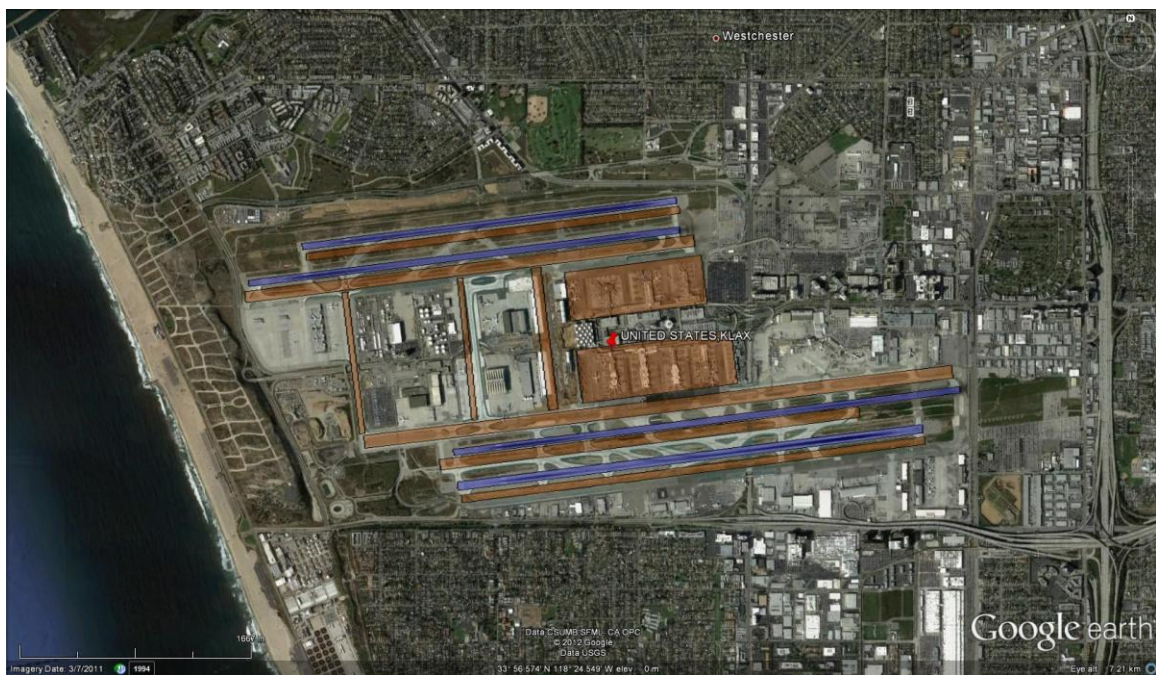 Westchester
N
UNITED STATES,KLAX
Data CSUMB SFML, CA OPC
© 2012 Google
Data USGS
Google earth
Imagery Date: 3/7/2011
1994
33° 56.574' N 118° 24.549' W elev 0 m
Eye alt 7.21 km